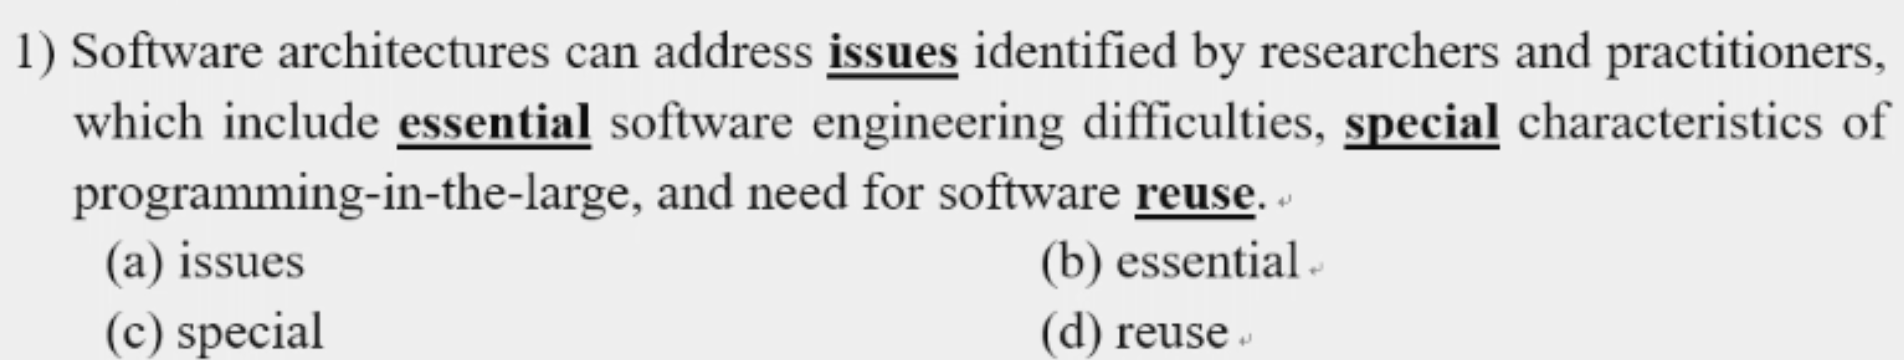 1) Software architectures can address issues identified by researchers and practitioners,
which include essential software engineering difficulties, special characteristics of
programming-in-the-large, and need for software reuse.
(a) issues (b) essential
(c) special (d) reuse